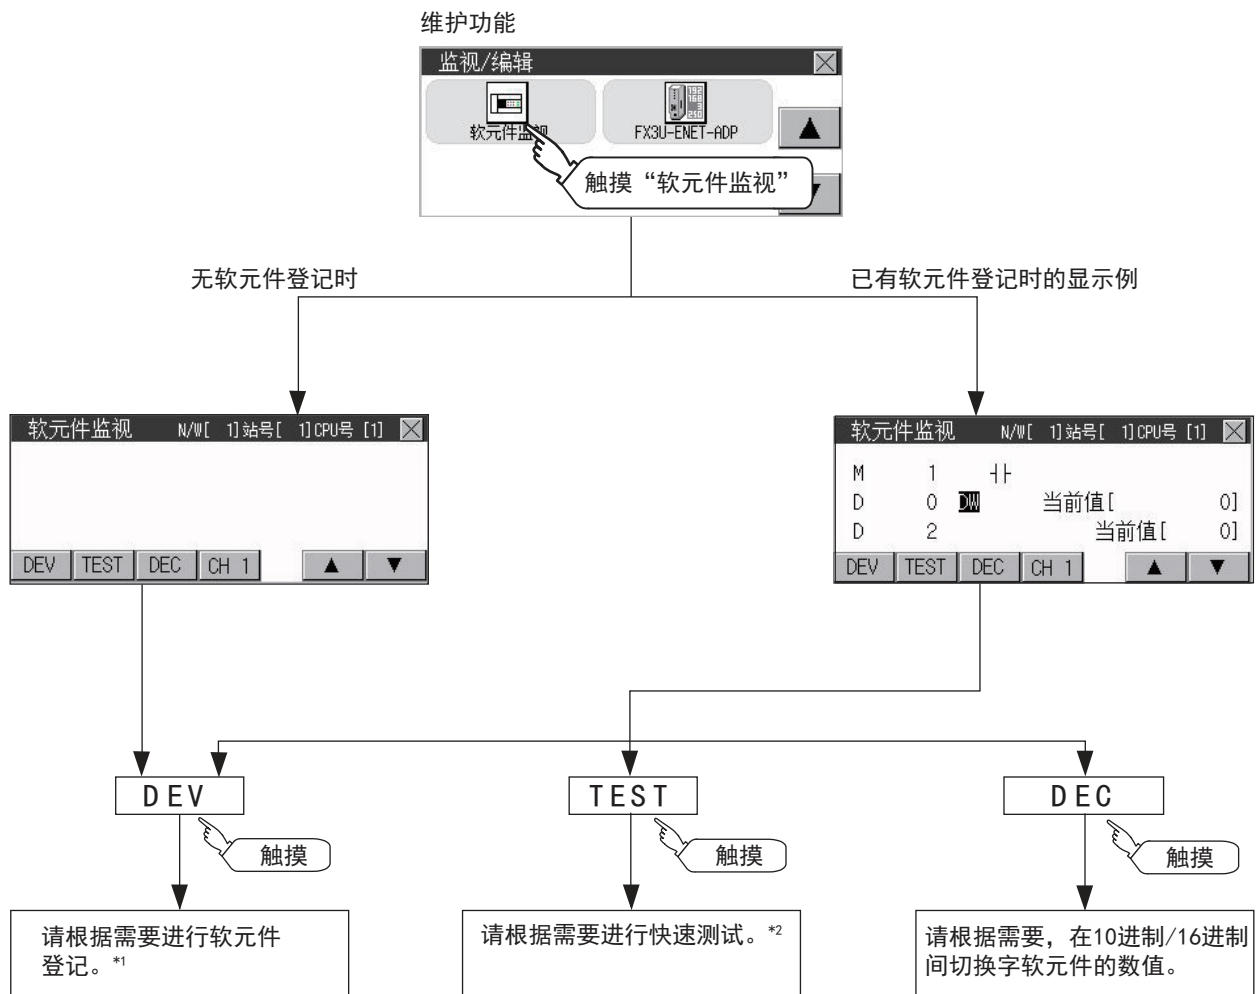 维护功能
监视/编辑
软元件监视
FX3U-ENET-ADP
触摸“软元件监视”
无软元件登记时
已有软元件登记时的显示例
软元件监视 N/W[ 1]站号[ 1]CPU号 [1]
DEV TEST DEC CH 1 ▲ ▼
软元件监视 N/W[ 1]站号[ 1]CPU号 [1]
M 1
D 0 DW 当前值[ 0]
D 2 当前值[ 0]
DEV TEST DEC CH 1 ▲ ▼
DEV
触摸
TEST
触摸
DEC
触摸
请根据需要进行软元件
登记。*1
请根据需要进行快速测试。*2
请根据需要，在10进制/16进制
间切换字软元件的数值。